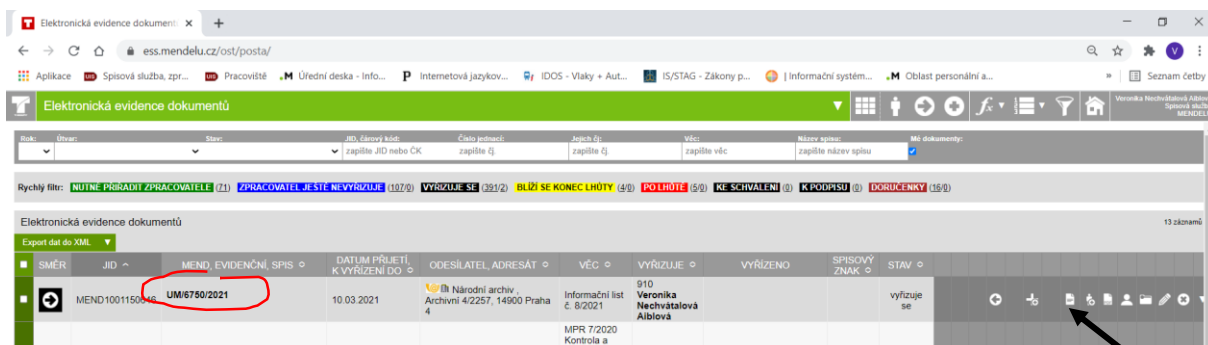 Elektronická evidence dokument
ess.mendelu.cz/ost/posta/
Aplikace Spisová služba, zpr... Pracoviště Úřední deska - Info... Internetová jazykov... IDOS - Vlaky + Aut... IS/STAG - Zákony p... | Informační systém... Oblast personální a... » Seznam četby
Elektronická evidence dokumentů
Veronika Nechvátalová Aiblov
Spisová služb
MENDEL
Rok: Útvar: Stav: JID, čárový kód: Číslo jednací: Jejich čj: Věc: Název spisu: Mé dokumenty:
zapište JID nebo ČK zapište čj. zapište čj. zapište věc zapište název spisu
Rychlý filtr: NUTNÉ PŘIŘADIT ZPRACOVATELE (71) ZPRACOVATEL JEŠTĚ NEVYŘIZUJE (107/0) VYŘIZUJE SE (391/2) BLÍŽÍ SE KONEC LHŮTY (4/0) PO LHŮTĚ (5/0) KE SCHVÁLENÍ (0) K PODPISU (0) DORUČENKY (16/0)
Elektronická evidence dokumentů 13 záznamů
Export dat do XML
SMĚR JID MEND, EVIDENČNÍ, SPIS DATUM PŘIJETÍ, K VYŘÍZENÍ DO ODESÍLATEL, ADRESÁT VĚC VYŘIZUJE VYŘÍZENO SPISOVÝ ZNAK STAV
UM/6750/2021 10.03.2021
Národní archiv ,
Archivní 4/2257, 14900 Praha
4
Informační list
č. 8/2021
910
Veronika
Nechvátalová
Aiblová
vyřizuje
se
MPR 7/2020
Kontrola a